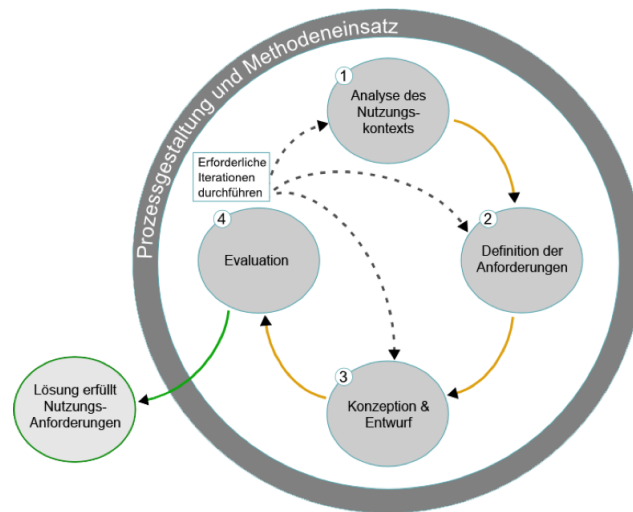 Prozessgestaltung und Methodeneinsatz
1
Analyse des
Nutzungs-
kontexts
Erforderliche
Iterationen
durchführen
4
Evaluation
2
Definition der
Anforderungen
3
Konzeption &
Entwurf
Lösung erfüllt
Nutzungs-
Anforderungen